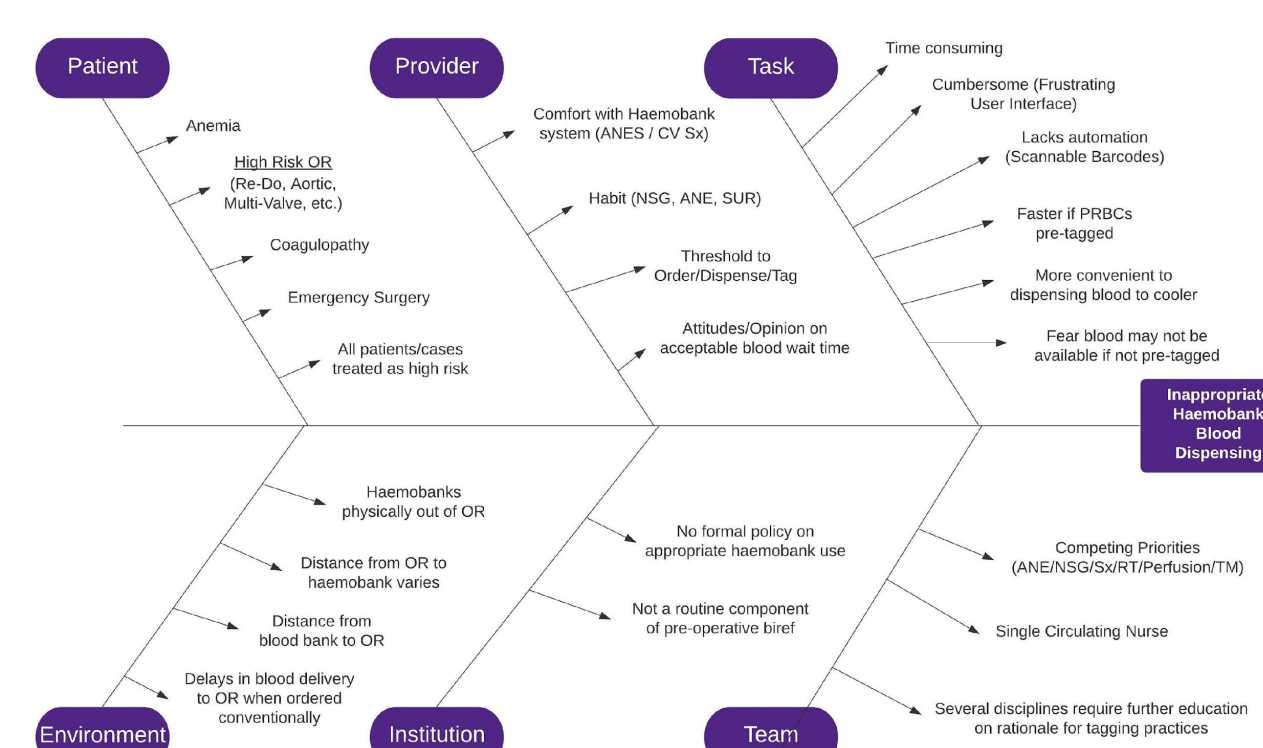 Patient
Provider
Task
Anemia
High Risk OR
(Re-Do, Aortic,
Multi-Valve, etc.)
Coagulopathy
Emergency Surgery
All patients/cases
treated as high risk
Comfort with Haemobank
system (ANES / CV Sx)
Habit (NSG, ANE, SUR)
Threshold to
Order/Dispense/Tag
Attitudes/Opinion on
acceptable blood wait time
Time consuming
Cumbersome (Frustrating
User Interface)
Lacks automation
(Scannable Barcodes)
Faster if PRBCs
pre-tagged
More convenient to
dispensing blood to cooler
Fear blood may not be
available if not pre-tagged
Inappropriate
Haemobank
Blood
Dispensing
Haemobanks
physically out of OR
Distance from OR to
haemobank varies
Distance from
blood bank to OR
Delays in blood delivery
to OR when ordered
conventionally
No formal policy on
appropriate haemobank use
Not a routine component
of pre-operative biref
Competing Priorities
(ANE/NSG/Sx/RT/Perfusion/TM)
Single Circulating Nurse
Several disciplines require further education
on rationale for tagging practices
Environment
Institution
Team